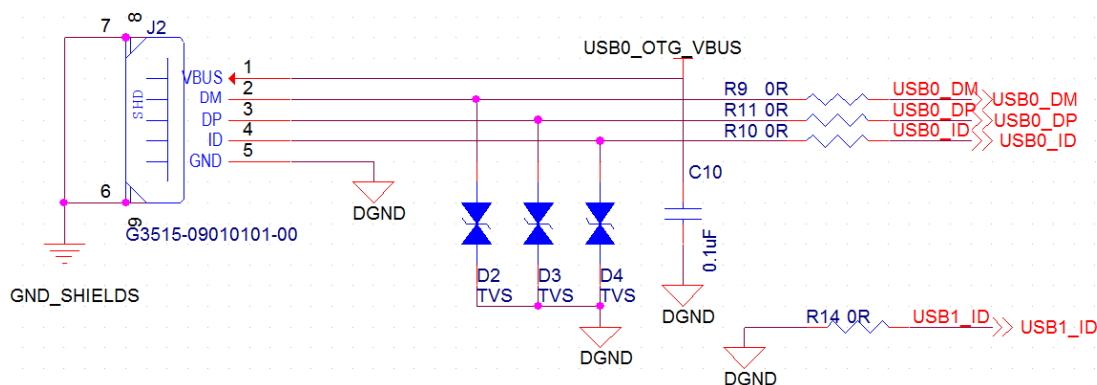 8
7
J2
USB0_OTG_VBUS
VBUS
1
DM
2
R9 0R
USB0_DM
USB0_DM
SHD
DP
3
R11 0R
USB0_DP
USB0_DP
ID
4
R10 0R
USB0_ID
USB0_ID
GND
5
6
9
DGND
C10
0.1uF
G3515-09010101-00
GND_SHIELDS
D2
TVS
D3
TVS
D4
TVS
DGND
DGND
R14 0R
USB1_ID
USB1_ID
DGND